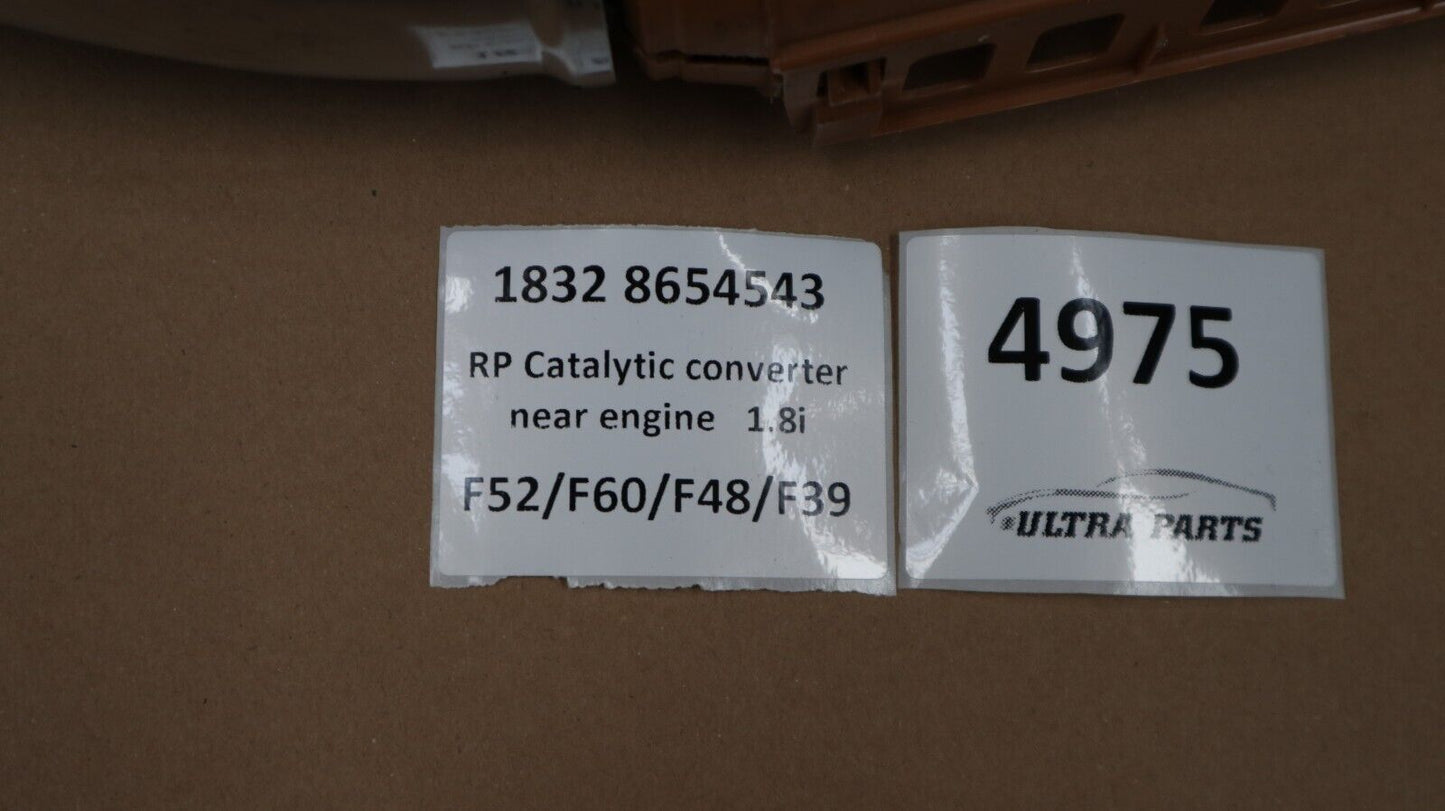 1832 8654543
RP Catalytic converter
near engine 1.8i
F52/F60/F48/F39
4975
ULTRA PARTS